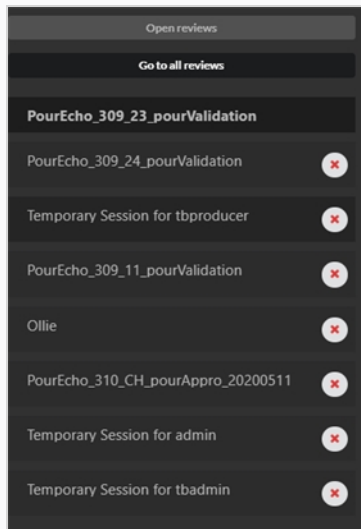 Open reviews
Go to all reviews
PourEcho_309_23_pourValidation
PourEcho_309_24_pourValidation
Temporary Session for tbproducer
PourEcho_309_11_pourValidation
Ollie
PourEcho_310_CH_pourAppro_20200511
Temporary Session for admin
Temporary Session for tbadmin